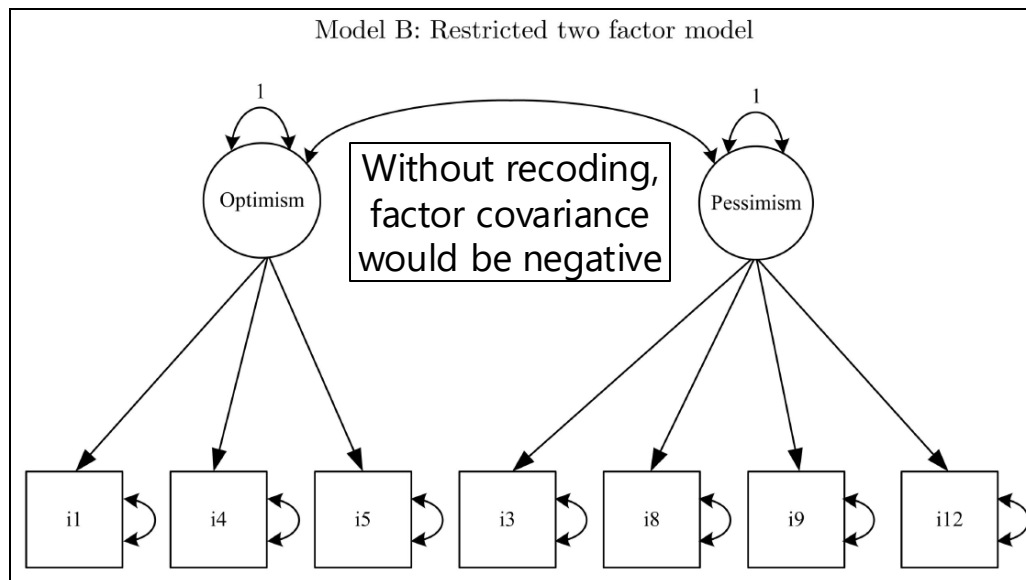 Model B: Restricted two factor model
1
1
Optimism
Without recoding,
factor covariance
would be negative
Pessimism
i1
i4
i5
i3
i8
i9
i12